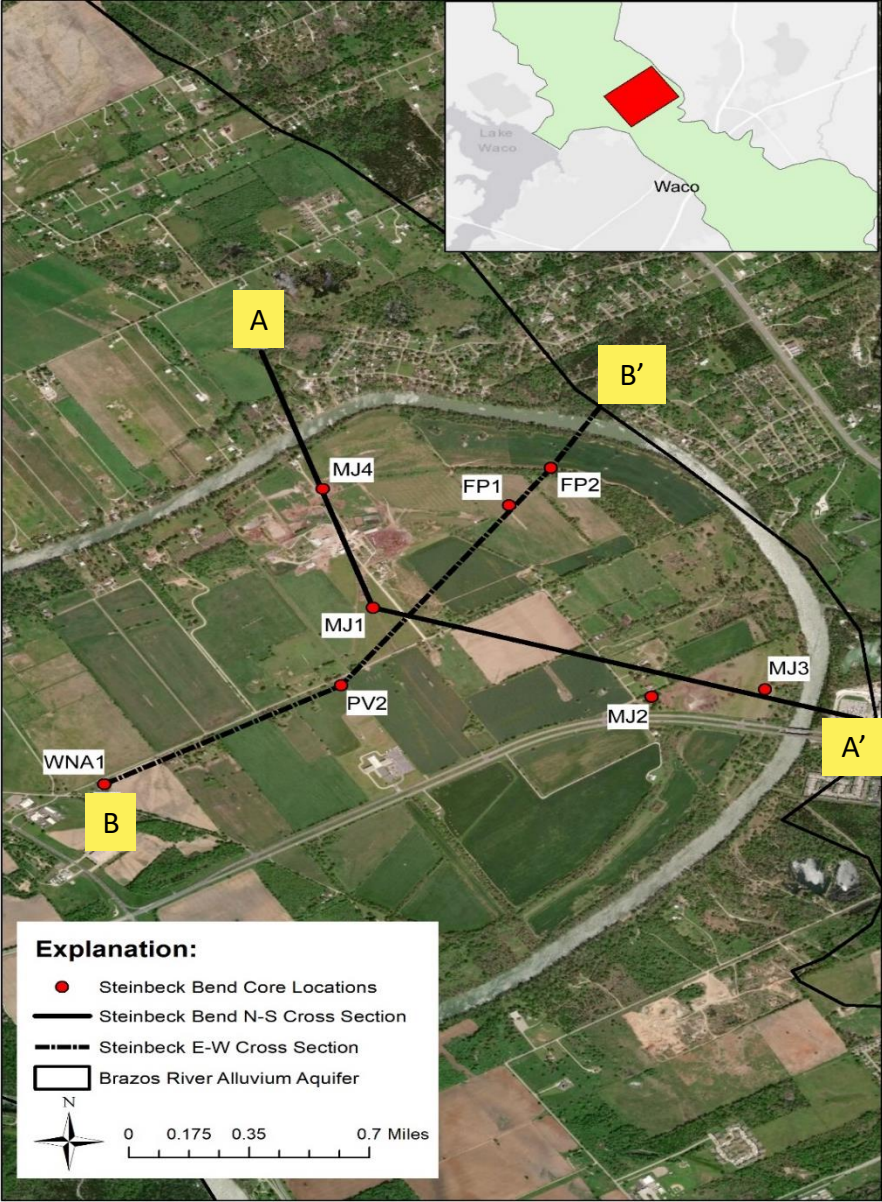 Lake
Waco
Waco
A
B’
MJ4
FP1
FP2
MJ1
MJ3
PV2
MJ2
A’
WNA1
B
Explanation:
Steinbeck Bend Core Locations
Steinbeck Bend N-S Cross Section
Steinbeck E-W Cross Section
Brazos River Alluvium Aquifer
N
0 0.175 0.35 0.7 Miles